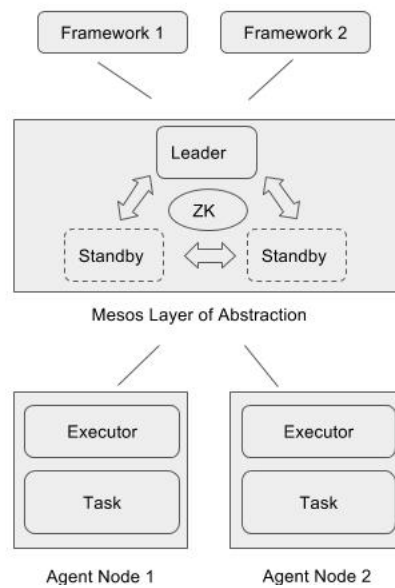 Framework 1
Framework 2
Leader
ZK
Standby
Standby
Mesos Layer of Abstraction
Executor
Executor
Task
Task
Agent Node 1
Agent Node 2